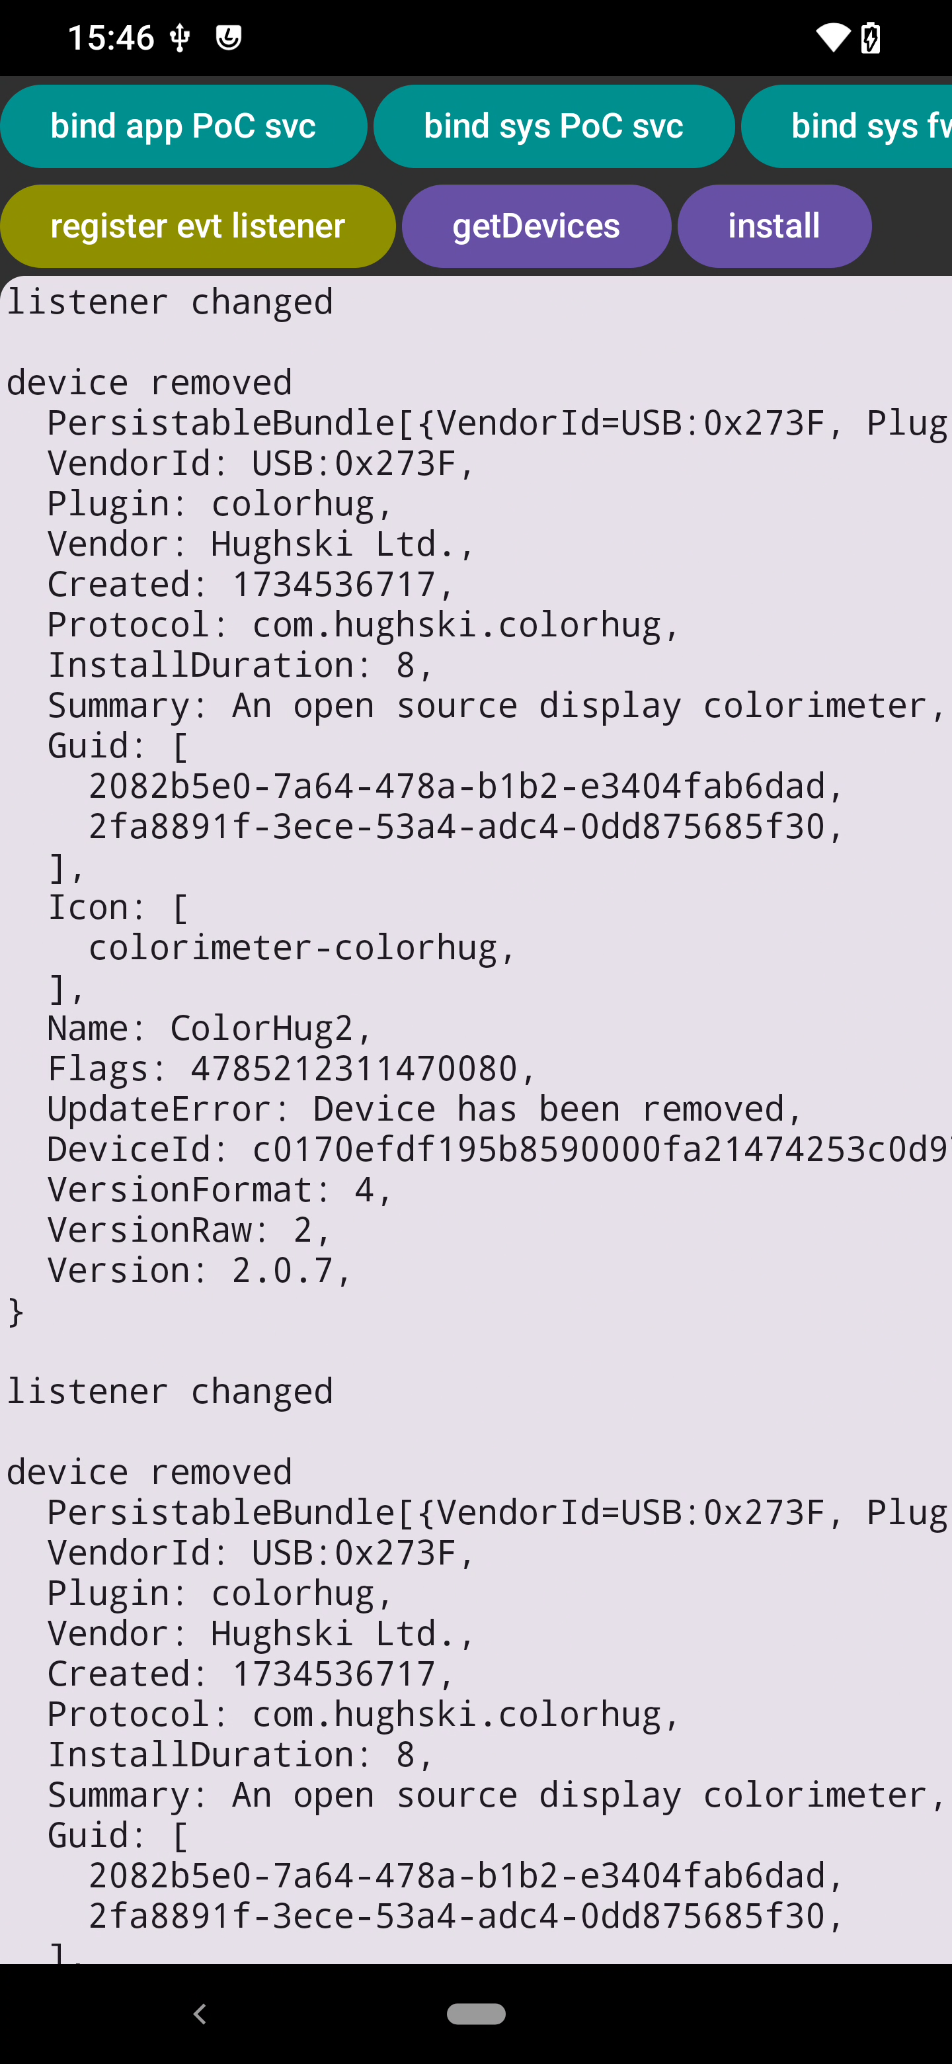 15:46
bind app PoC svc bind sys PoC svc bind sys fw
register evt listener getDevices install
listener changed
device removed
  PersistableBundle[{VendorId=USB:0x273F, Plug
  VendorId: USB:0x273F,
  Plugin: colorhug,
  Vendor: Hughski Ltd.,
  Created: 1734536717,
  Protocol: com.hughski.colorhug,
  InstallDuration: 8,
  Summary: An open source display colorimeter,
  Guid: [
    2082b5e0-7a64-478a-b1b2-e3404fab6dad,
    2fa8891f-3ece-53a4-adc4-0dd875685f30,
  ],
  Icon: [
    colorimeter-colorhug,
  ],
  Name: ColorHug2,
  Flags: 4785212311470080,
  UpdateError: Device has been removed,
  DeviceId: c0170efdf195b8590000fa21474253c0d9
  VersionFormat: 4,
  VersionRaw: 2,
  Version: 2.0.7,
}
listener changed
device removed
  PersistableBundle[{VendorId=USB:0x273F, Plug
  VendorId: USB:0x273F,
  Plugin: colorhug,
  Vendor: Hughski Ltd.,
  Created: 1734536717,
  Protocol: com.hughski.colorhug,
  InstallDuration: 8,
  Summary: An open source display colorimeter,
  Guid: [
    2082b5e0-7a64-478a-b1b2-e3404fab6dad,
    2fa8891f-3ece-53a4-adc4-0dd875685f30,
  ],